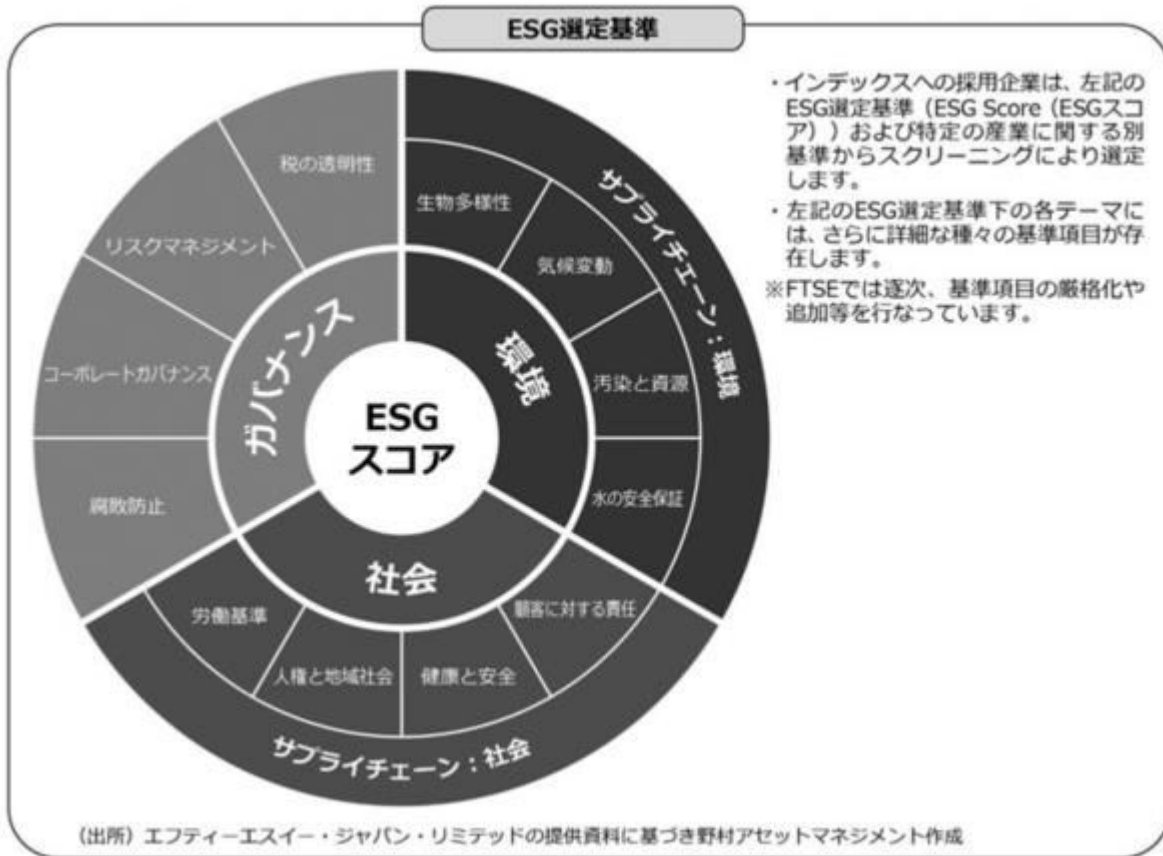 ESG選定基準
税の透明性
リスクマネジメント
コーポレートガバナンス
腐敗防止
ガバナンス
生物多様性
気候変動
汚染と資源
水の安全保証
環境
サプライチェーン：環境
ESG
スコア
社会
労働基準
人権と地域社会
健康と安全
顧客に対する責任
サプライチェーン：社会
・インデックスへの採用企業は、左記の
ESG選定基準（ESG Score（ESGスコ
ア））および特定の産業に関する別
基準からスクリーニングにより選定
します。
・左記のESG選定基準下の各テーマに
は、さらに詳細な種々の基準項目が存
在します。
※FTSEでは逐次、基準項目の厳格化や
追加等を行なっています。
（出所）エフティーエスイー・ジャパン・リミテッドの提供資料に基づき野村アセットマネジメント作成